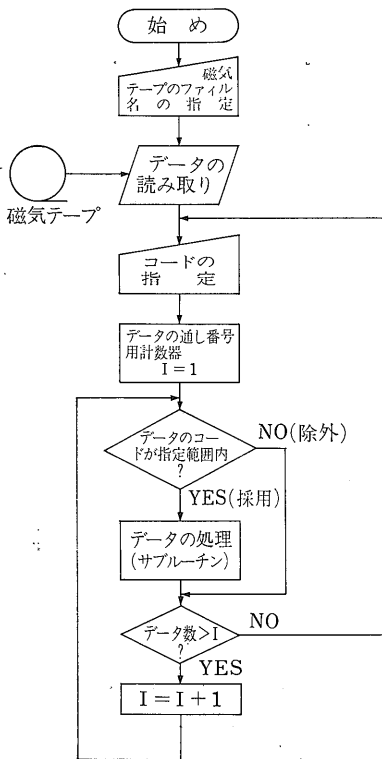 始 め
磁気
テープのファイル
名 の 指 定
データの
読み取り
磁気テープ
コードの
指 定
データの通し番号
用計数器
I＝1
データのコー
ドが指定範囲内
?
NO(除外)
YES(採用)
データの処理
(サブルーチン)
データ数＞I
?
NO
YES
I＝I＋1